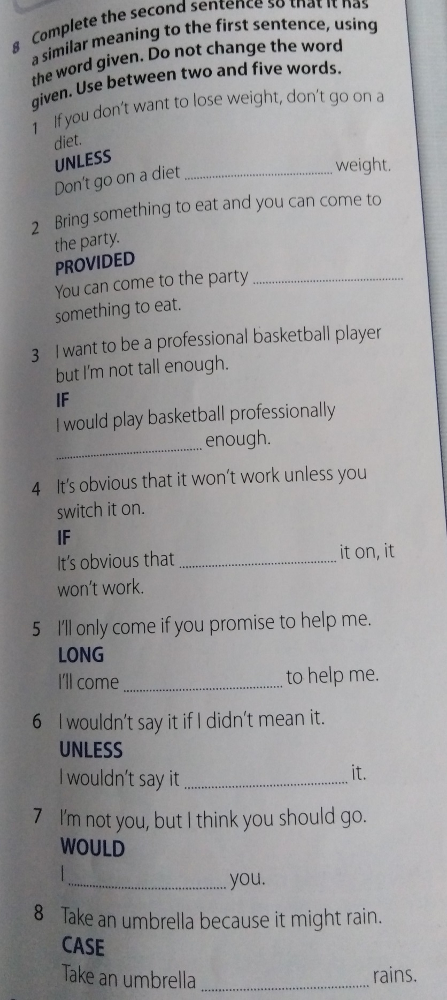 8 Complete the second sentence so that it has
a similar meaning to the first sentence, using
the word given. Do not change the word
given. Use between two and five words.
1 If you don't want to lose weight, don't go on a
diet.
UNLESS
Don't go on a diet ........................ weight.
2 Bring something to eat and you can come to
the party.
PROVIDED
You can come to the party ........................
something to eat.
3 I want to be a professional basketball player
but I'm not tall enough.
IF
I would play basketball professionally
........................ enough.
4 It's obvious that it won't work unless you
switch it on.
IF
It's obvious that ........................ it on, it
won't work.
5 I'll only come if you promise to help me.
LONG
I'll come ........................ to help me.
6 I wouldn't say it if I didn't mean it.
UNLESS
I wouldn't say it ........................ it.
7 I'm not you, but I think you should go.
WOULD
I ........................ you.
8 Take an umbrella because it might rain.
CASE
Take an umbrella ........................ rains.